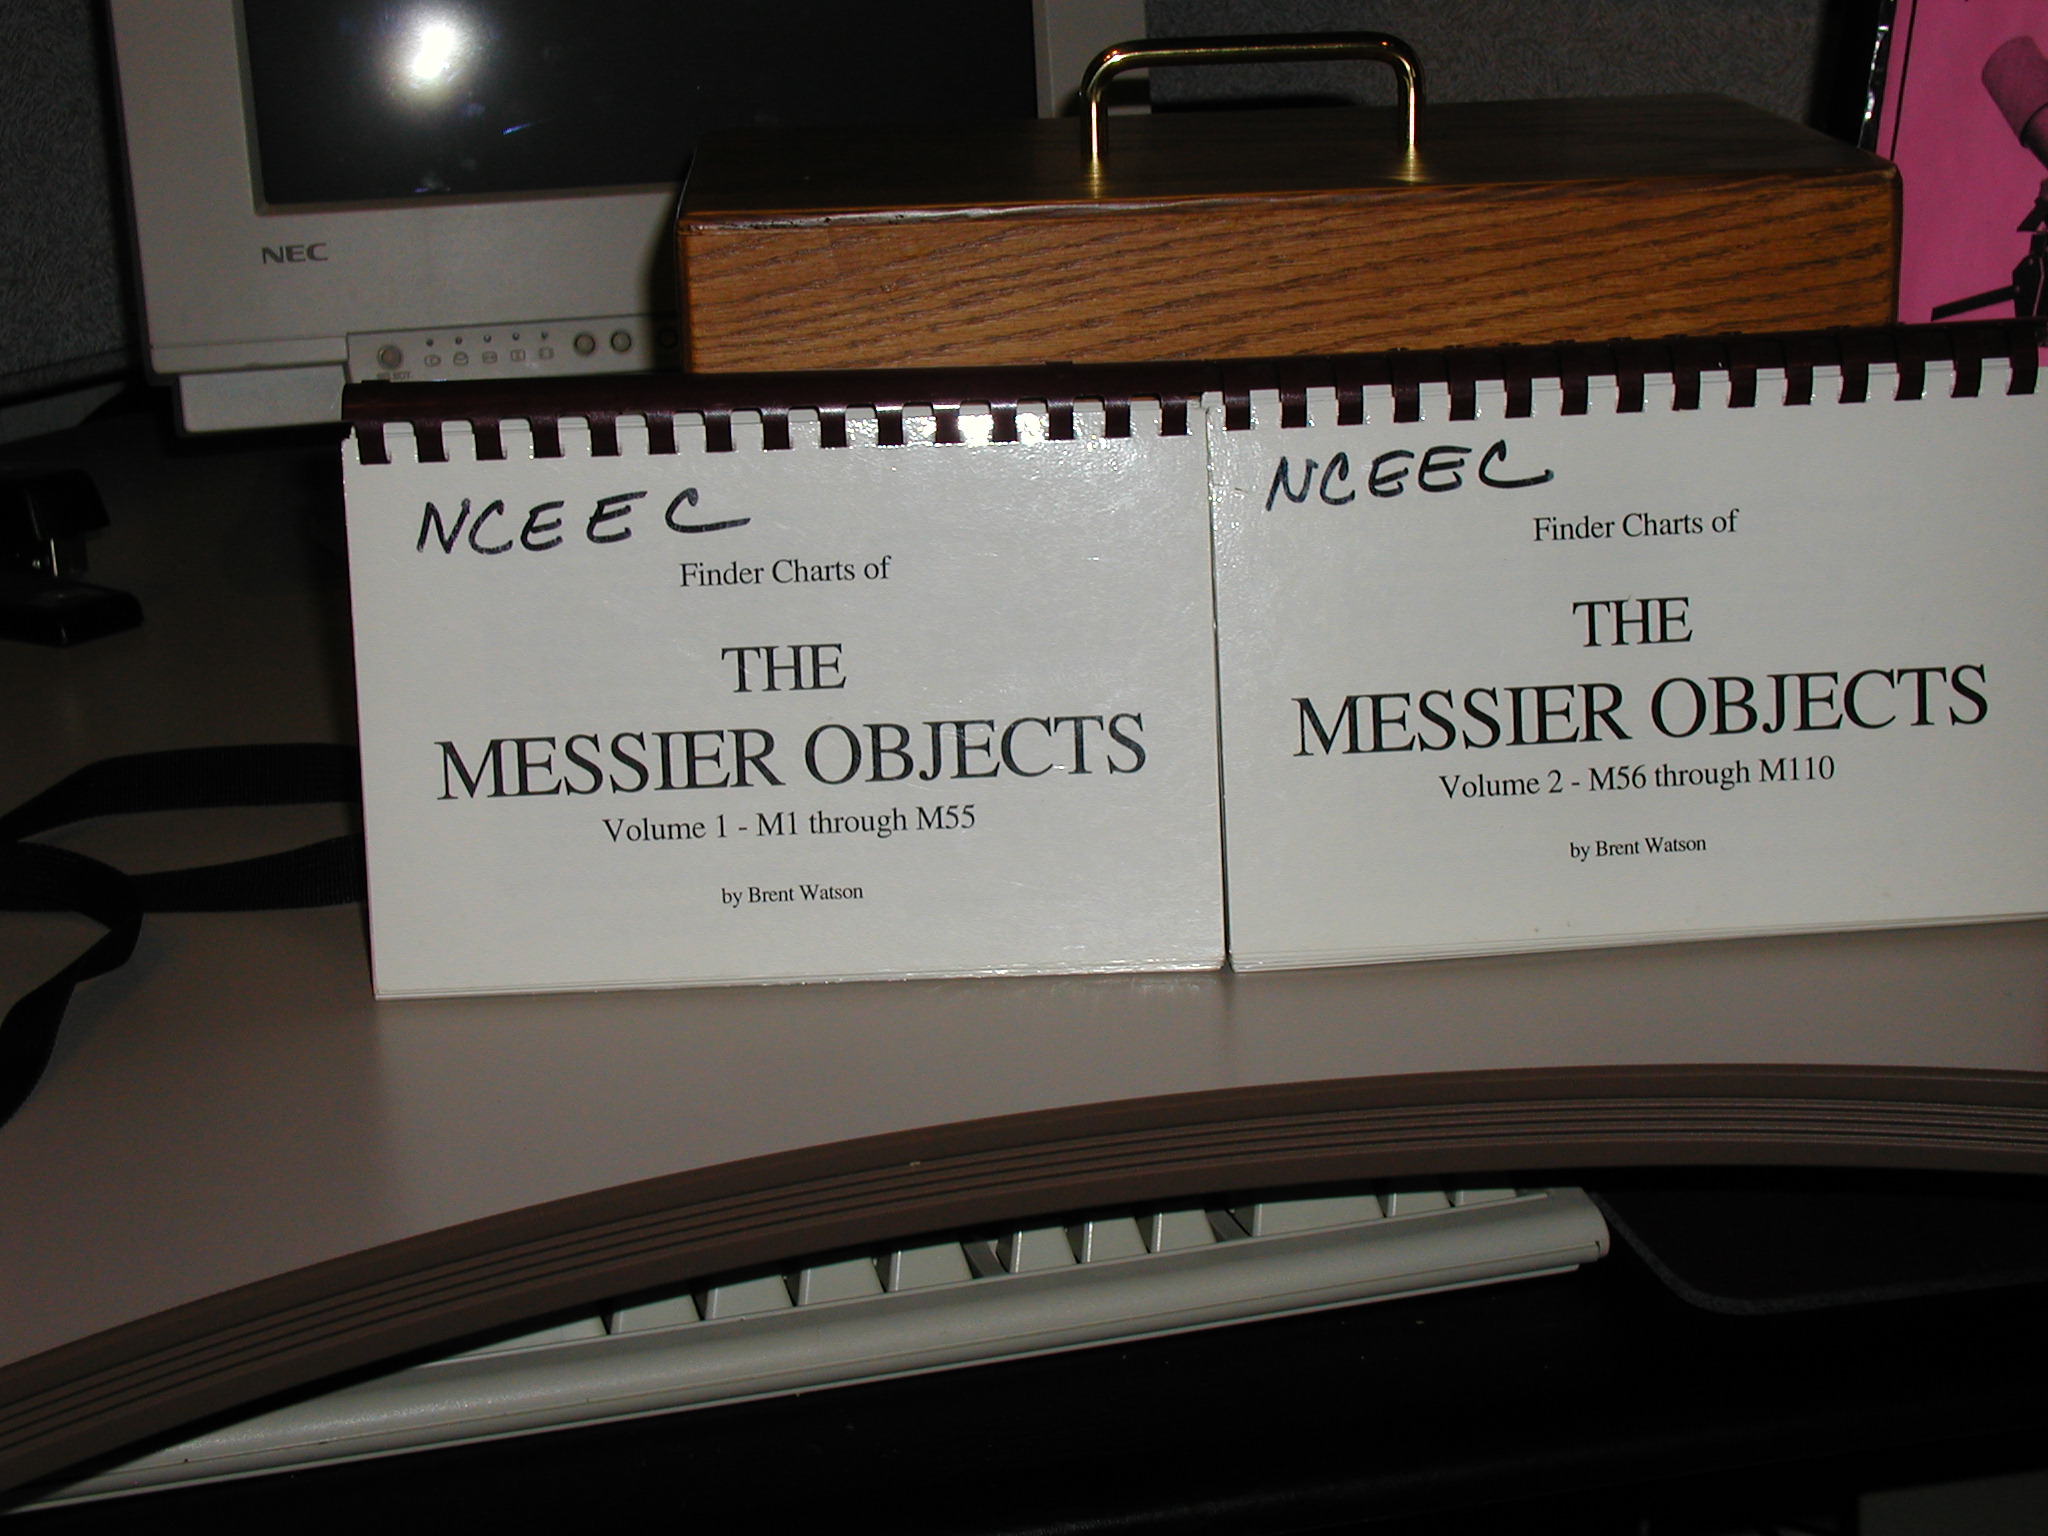 NEC
SELECT
NCEEC
Finder Charts of
THE
MESSIER OBJECTS
Volume 1 - M1 through M55
by Brent Watson
NCEEC
Finder Charts of
THE
MESSIER OBJECTS
Volume 2 - M56 through M110
by Brent Watson